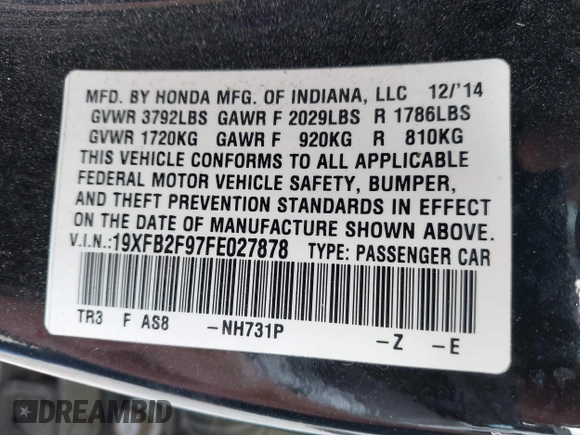 MFD. BY HONDA MFG. OF INDIANA, LLC 12/'14
GVWR 3792LBS GAWR F 2029LBS R 1786LBS
GVWR 1720KG GAWR F 920KG R 810KG
THIS VEHICLE CONFORMS TO ALL APPLICABLE
FEDERAL MOTOR VEHICLE SAFETY, BUMPER,
AND THEFT PREVENTION STANDARDS IN EFFECT
ON THE DATE OF MANUFACTURE SHOWN ABOVE.
V.I.N.:19XFB2F97FE027878 TYPE: PASSENGER CAR
TR3 F AS8 -NH731P -Z -E
DREAMBID